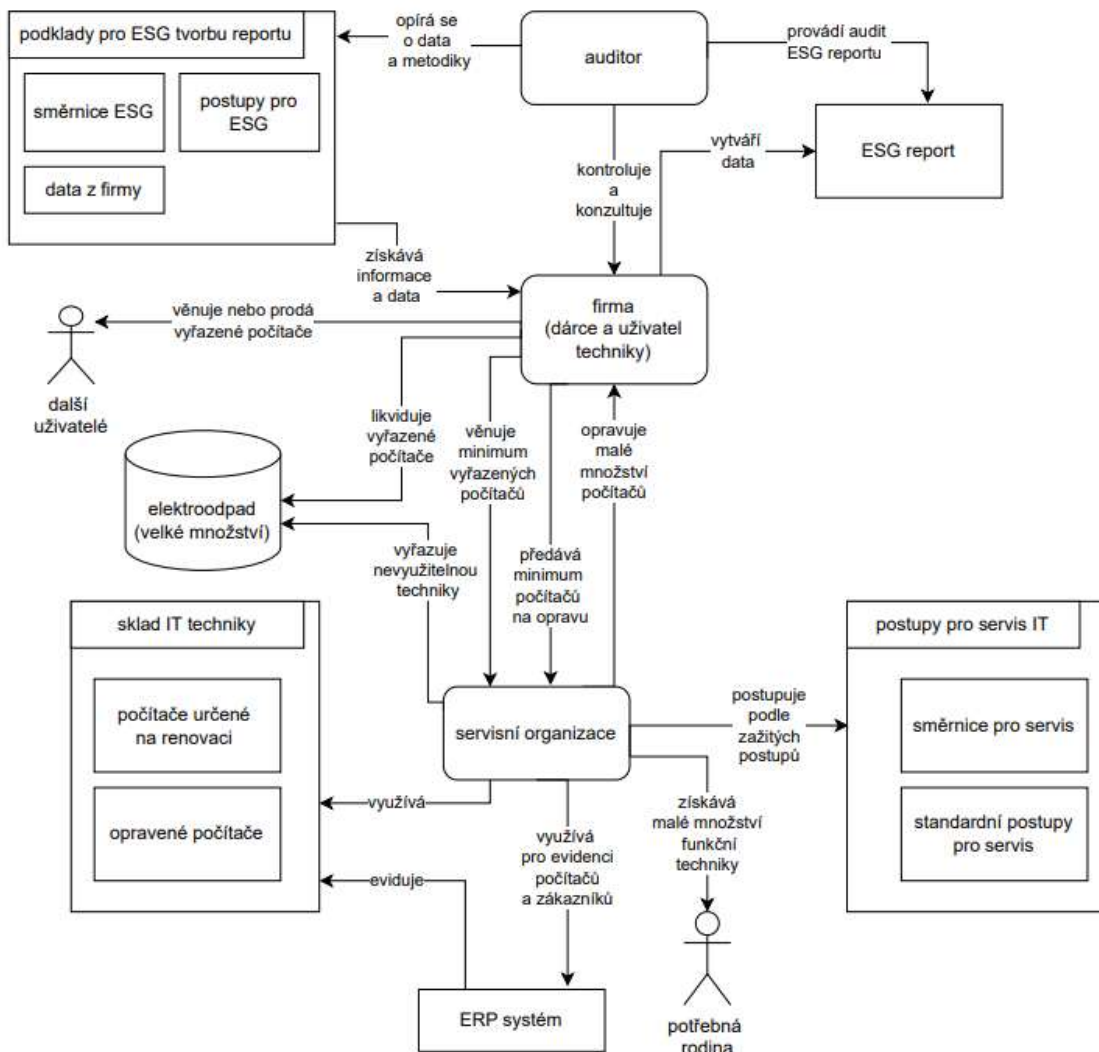 podklady pro ESG tvorbu reportu
směrnice ESG
postupy pro
ESG
data z firmy
opírá se
o data
a metodiky
auditor
provádí audit
ESG reportu
ESG report
vytváří
data
kontroluje
a
konzultuje
získává
informace
a data
firma
(dárce a uživatel
techniky)
věnuje nebo prodá
vyřazené počítače
další
uživatelé
likviduje
vyřazené
počítače
věnuje
minimum
vyřazených
počítačů
opravuje
malé
množství
počítačů
elektroodpad
(velké množství)
vyřazuje
nevyužitelnou
techniky
předává
minimum
počítačů
na opravu
sklad IT techniky
počítače určené
na renovaci
opravené počítače
servisní organizace
postupuje
podle
zažitých
postupů
postupy pro servis IT
směrnice pro servis
standardní postupy
pro servis
využívá
eviduje
využívá
pro evidenci
počítačů
a zákazníků
získává
malé množství
funkční
techniky
ERP systém
potřebná
rodina